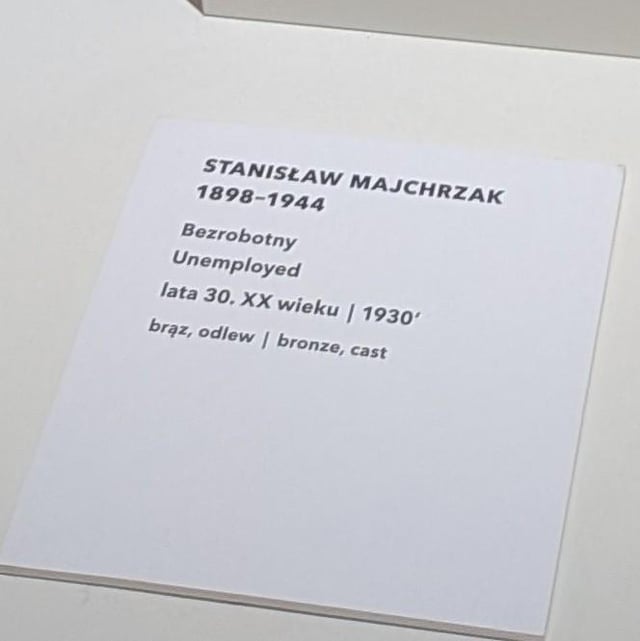 STANISŁAW MAJCHRZAK
1898–1944
Bezrobotny
Unemployed
lata 30. XX wieku | 1930'
brąz, odlew | bronze, cast